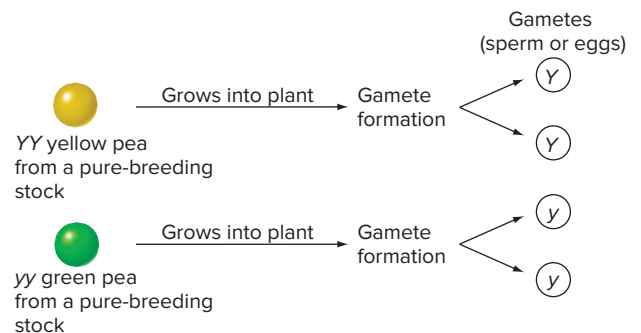 Gametes
(sperm or eggs)
Grows into plant
Gamete
formation
Y
Y
YY yellow pea
from a pure-breeding
stock
Grows into plant
Gamete
formation
y
y
yy green pea
from a pure-breeding
stock